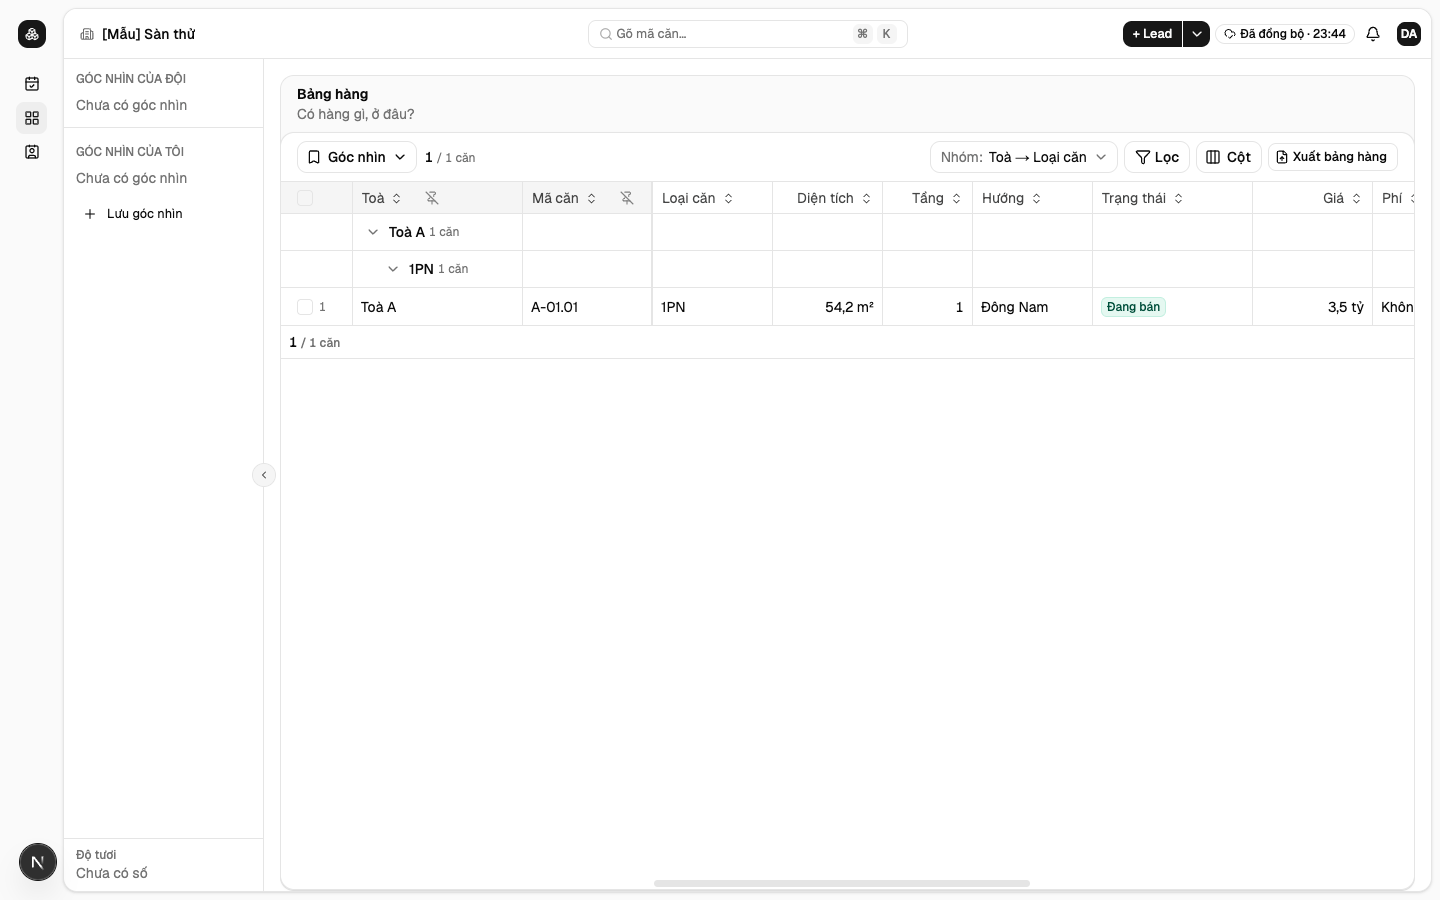 [Mẫu] Sàn thử
Gõ mã căn...
⌘ K
+ Lead
Đã đồng bộ · 23:44
DA
GÓC NHÌN CỦA ĐỘI
Chưa có góc nhìn
GÓC NHÌN CỦA TÔI
Chưa có góc nhìn
+ Lưu góc nhìn
Bảng hàng
Có hàng gì, ở đâu?
Góc nhìn 1 / 1 căn
Nhóm: Toà → Loại căn
Lọc
Cột
Xuất bảng hàng
Toà Mã căn Loại căn Diện tích Tầng Hướng Trạng thái Giá Phí
Toà A 1 căn
1PN 1 căn
1 Toà A A-01.01 1PN 54,2 m² 1 Đông Nam Đang bán 3,5 tỷ Khôn
1 / 1 căn
Độ tươi
Chưa có số
N